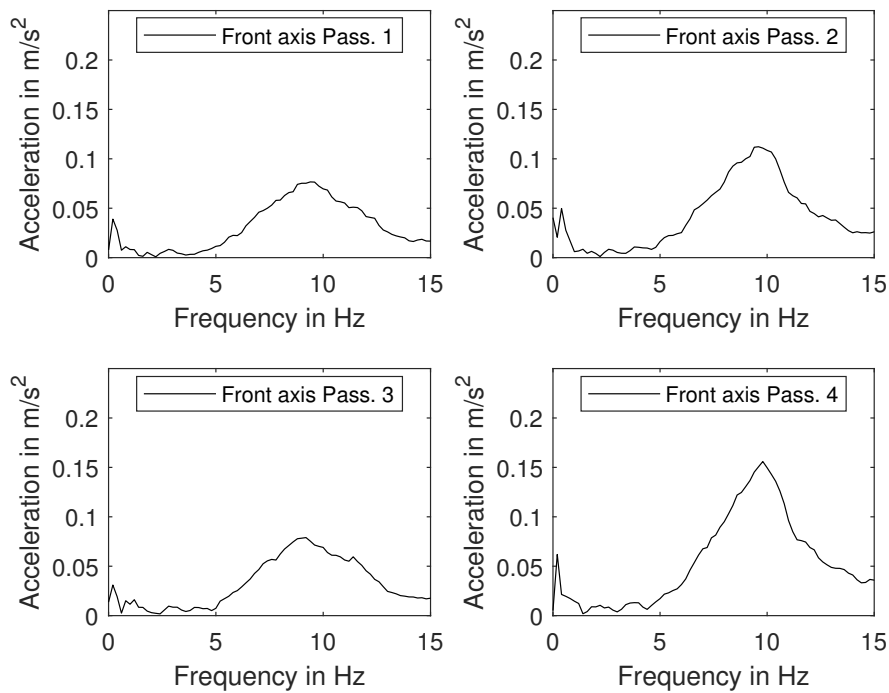 Front axis Pass. 1
0.2
0.15
0.1
0.05
0
Acceleration in m/s²
0 5 10 15
Frequency in Hz
Front axis Pass. 2
0.2
0.15
0.1
0.05
0
Acceleration in m/s²
0 5 10 15
Frequency in Hz
Front axis Pass. 3
0.2
0.15
0.1
0.05
0
Acceleration in m/s²
0 5 10 15
Frequency in Hz
Front axis Pass. 4
0.2
0.15
0.1
0.05
0
Acceleration in m/s²
0 5 10 15
Frequency in Hz